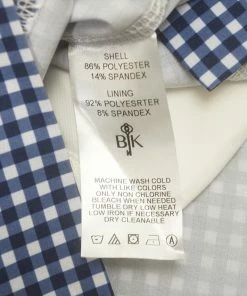 SHELL
86% POLYESTER
14% SPANDEX
LINING
92% POLYESRTER
8% SPANDEX
BJK
MACHINE WASH COLD
WITH LIKE COLORS
ONLY NON CHLORINE
BLEACH WHEN NEEDED
TUMBLE DRY LOW HEAT
LOW IRON IF NECESSARY
DRY CLEANABLE
A